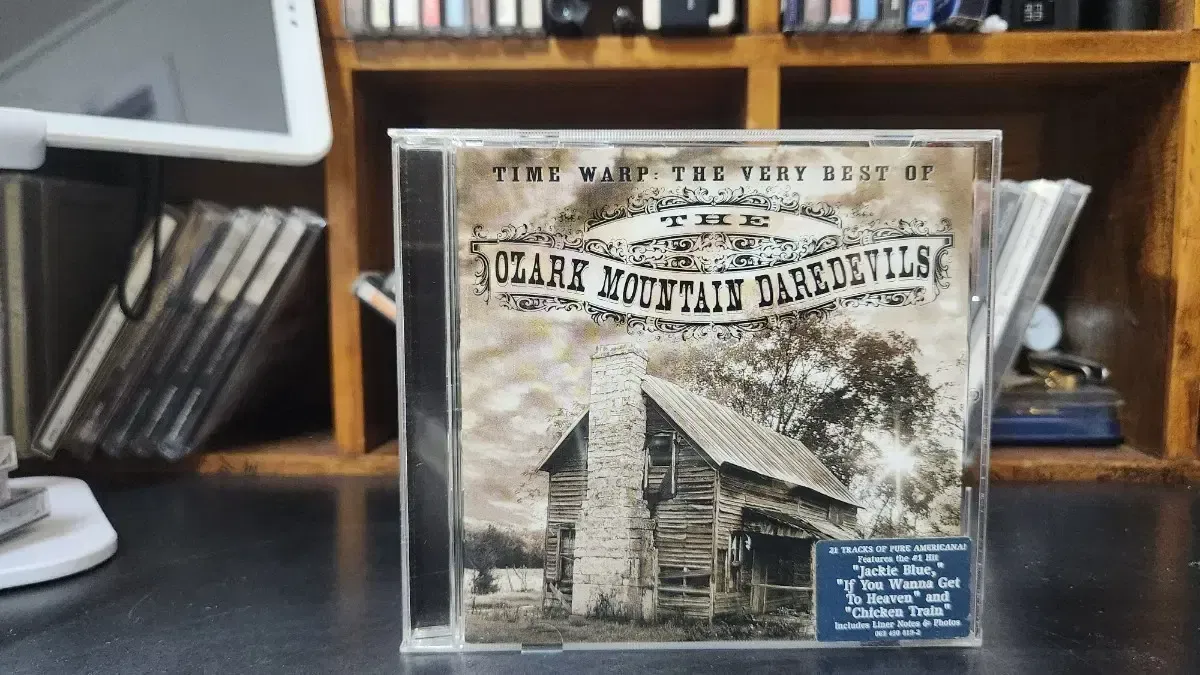 TIME WARP: THE VERY BEST OF
THE
OZARK MOUNTAIN DAREDEVILS
21 TRACKS OF PURE AMERICANA!
Features the #1 Hit
"Jackie Blue,"
"If You Wanna Get
To Heaven" and
"Chicken Train"
Includes Liner Notes & Photos